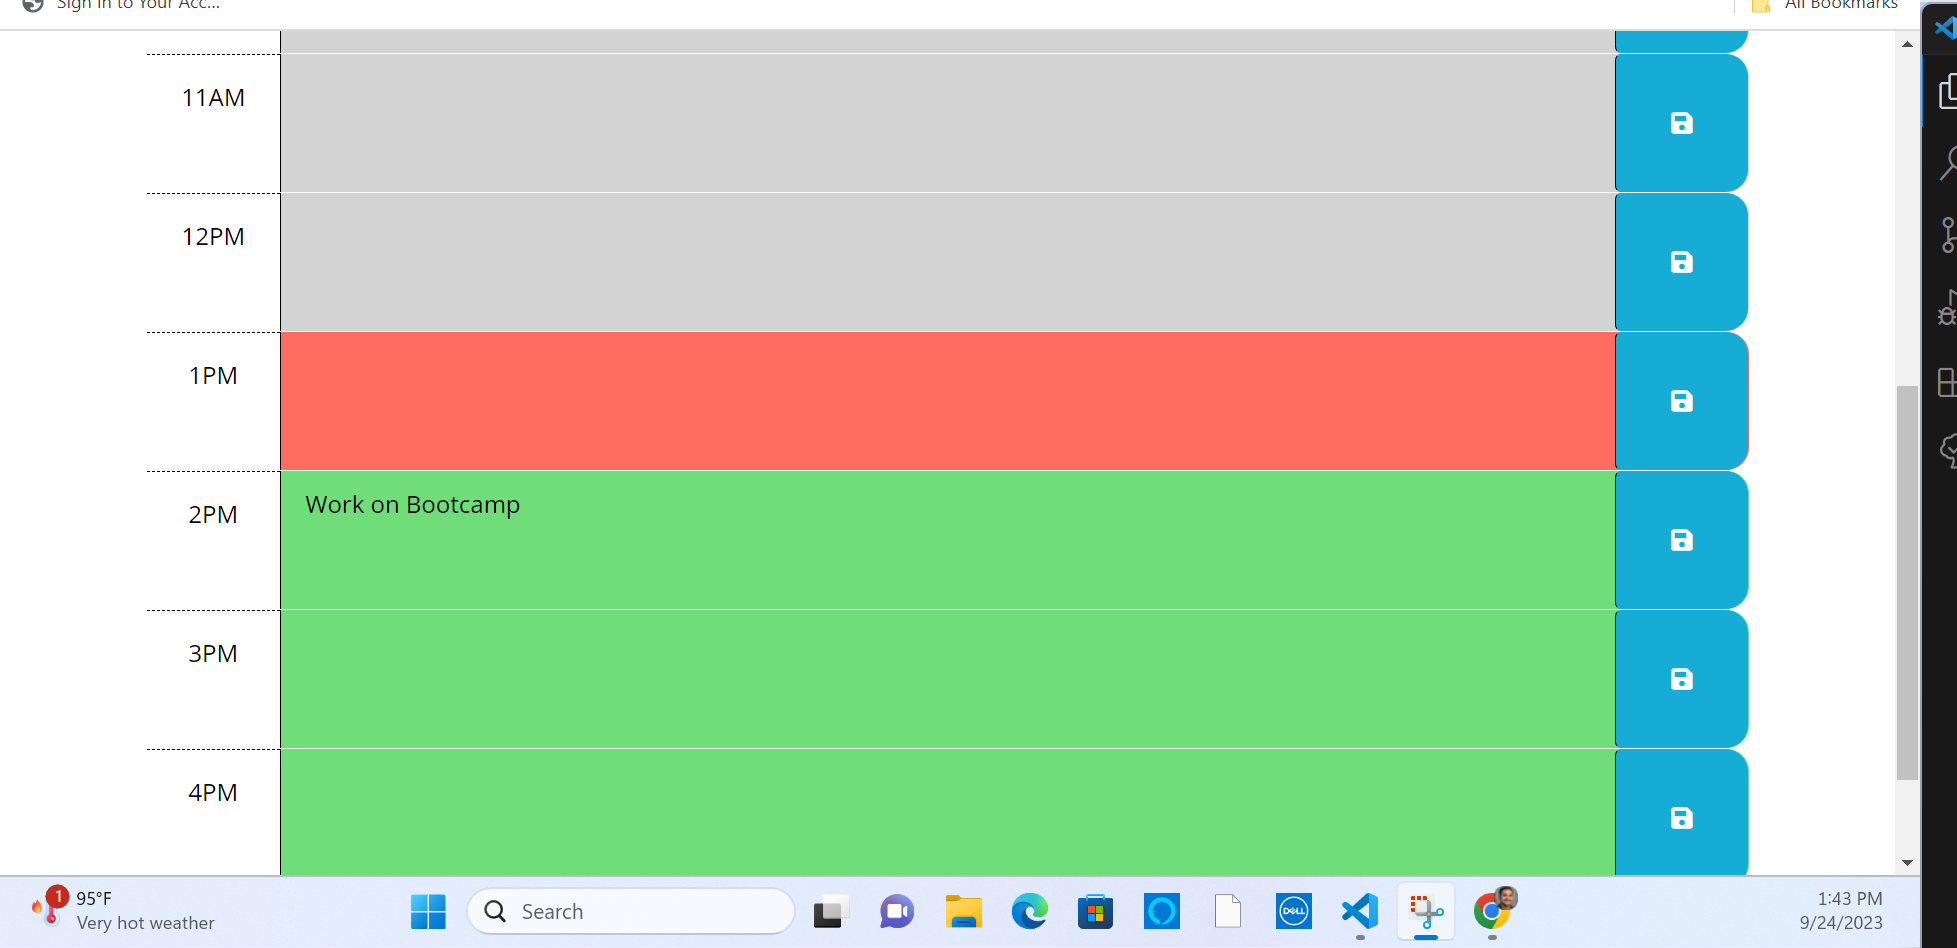 Sign in to Your Acc...
All Bookmarks
11AM
12PM
1PM
2PM
Work on Bootcamp
3PM
4PM
1
95°F
Very hot weather
Search
DELL
1:43 PM
9/24/2023